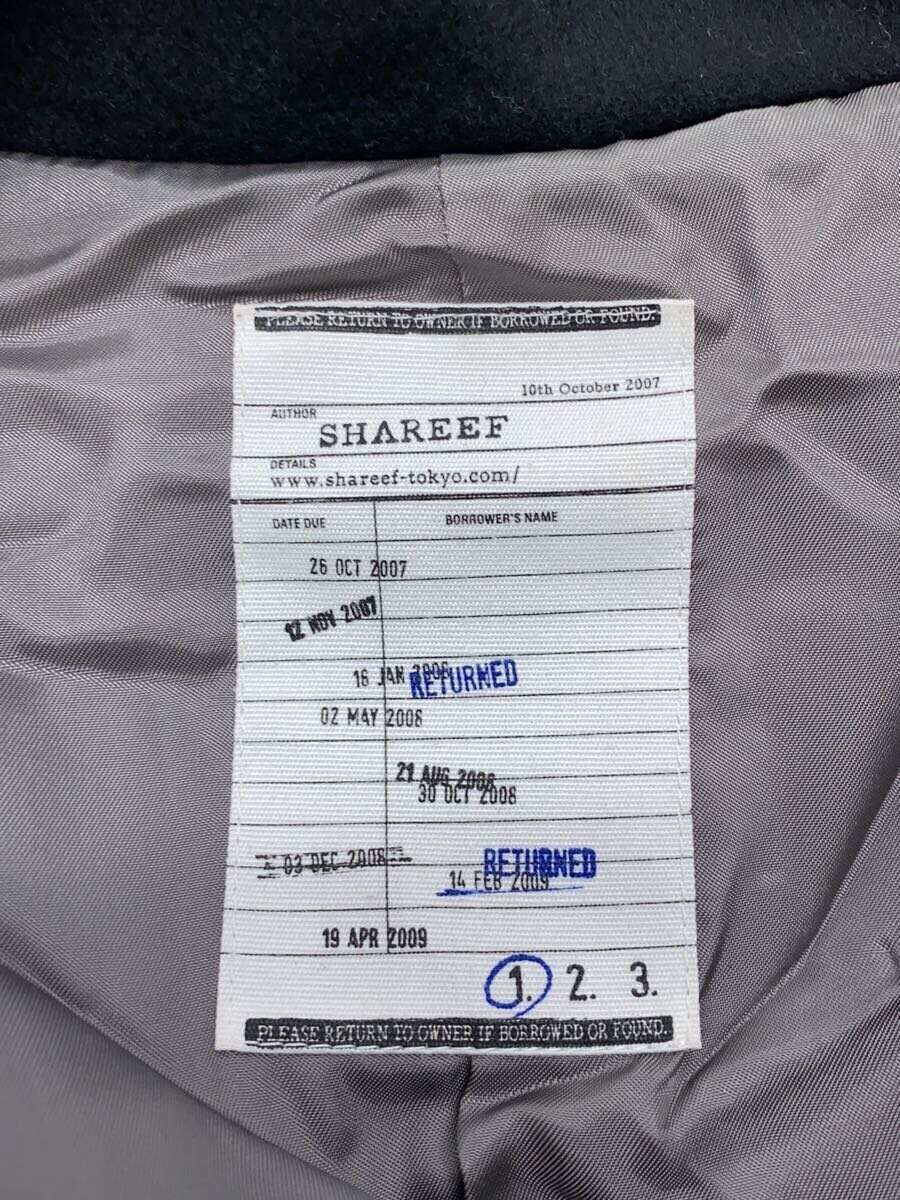 PLEASE RETURN TO OWNER IF BORROWED OR FOUND.
10th October 2007
AUTHOR
SHAREEF
DETAILS
www.shareef-tokyo.com/
DATE DUE BORROWER'S NAME
26 OCT 2007
12 NOV 2007
16 JAN 2008 RETURNED
02 MAY 2008
21 AUG 2008
30 OCT 2008
03 DEC 2008 RETURNED
14 FEB 2009
19 APR 2009
1. 2. 3.
PLEASE RETURN TO OWNER IF BORROWED OR FOUND.